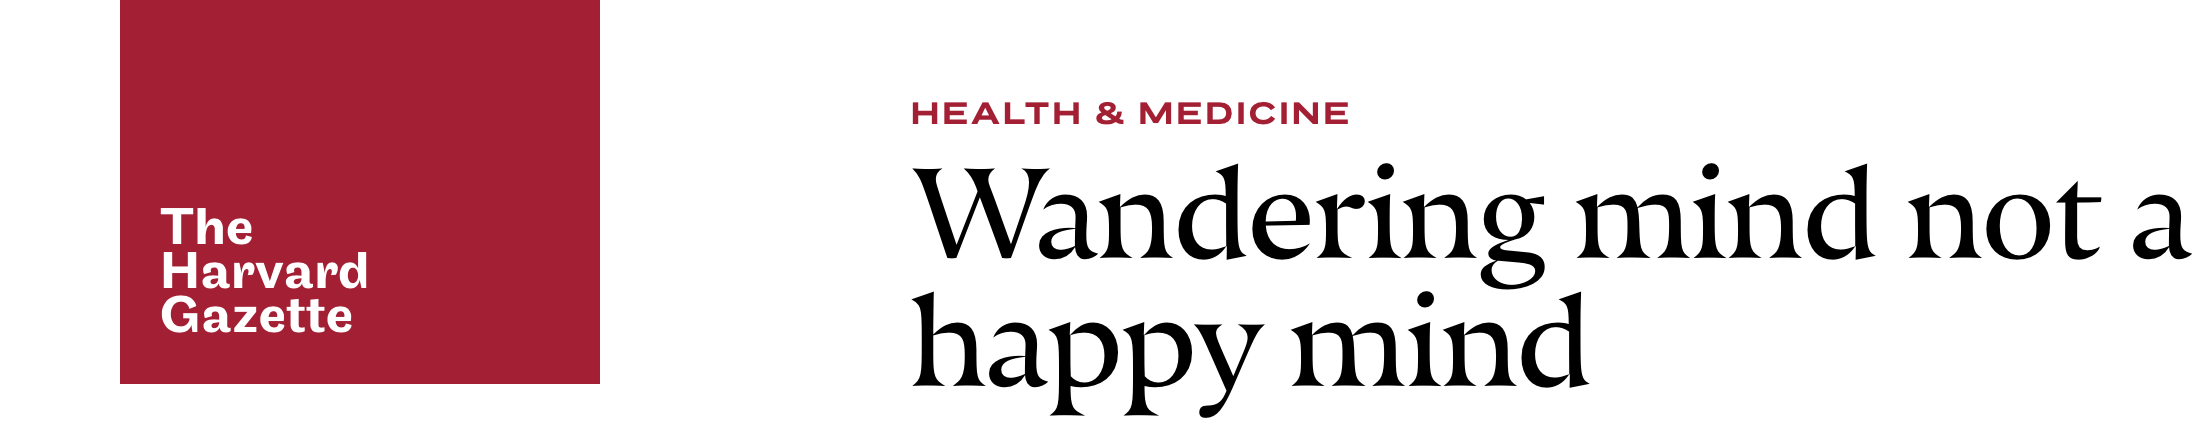 The
Harvard
Gazette
HEALTH & MEDICINE
Wandering mind not a
happy mind